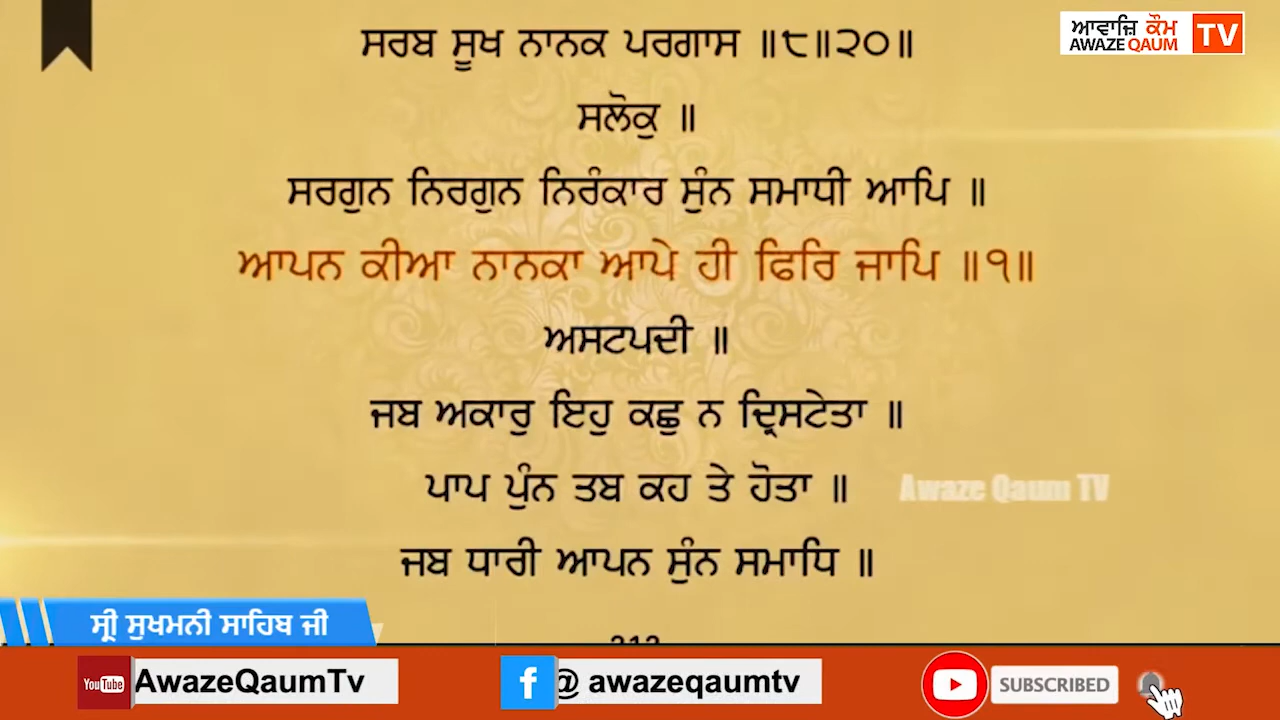 ਆਵਾਜ਼ਿ ਕੌਮ
AWAZE QAUM
TV
ਸਰਬ ਸੂਖ ਨਾਨਕ ਪਰਗਾਸ ॥੮॥੨੦॥
ਸਲੋਕੁ ॥
ਸਰਗੁਨ ਨਿਰਗੁਨ ਨਿਰੰਕਾਰ ਸੁੰਨ ਸਮਾਧੀ ਆਪਿ ॥
ਆਪਨ ਕੀਆ ਨਾਨਕਾ ਆਪੇ ਹੀ ਫਿਰਿ ਜਾਪਿ ॥੧॥
ਅਸਟਪਦੀ ॥
ਜਬ ਅਕਾਰੁ ਇਹੁ ਕਛੁ ਨ ਦ੍ਰਿਸਟੇਤਾ ॥
ਪਾਪ ਪੁੰਨ ਤਬ ਕਹ ਤੇ ਹੋਤਾ ॥
Awaze Qaum TV
ਜਬ ਧਾਰੀ ਆਪਨ ਸੁੰਨ ਸਮਾਧਿ ॥
ਸ੍ਰੀ ਸੁਖਮਨੀ ਸਾਹਿਬ ਜੀ
YouTube AwazeQaumTv
f @ awazeqaumtv
SUBSCRIBED